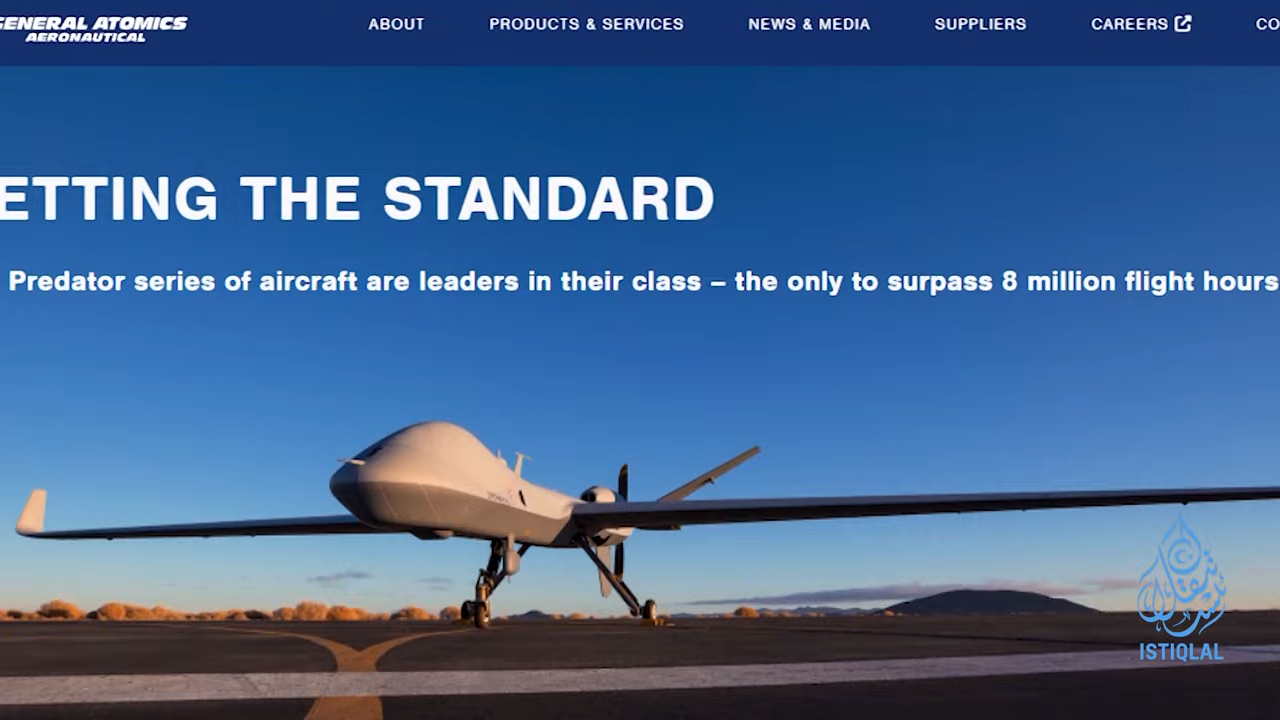 GENERAL ATOMICS
AERONAUTICAL
ABOUT
PRODUCTS & SERVICES
NEWS & MEDIA
SUPPLIERS
CAREERS
CO
ETTING THE STANDARD
Predator series of aircraft are leaders in their class – the only to surpass 8 million flight hours
ISTIQLAL